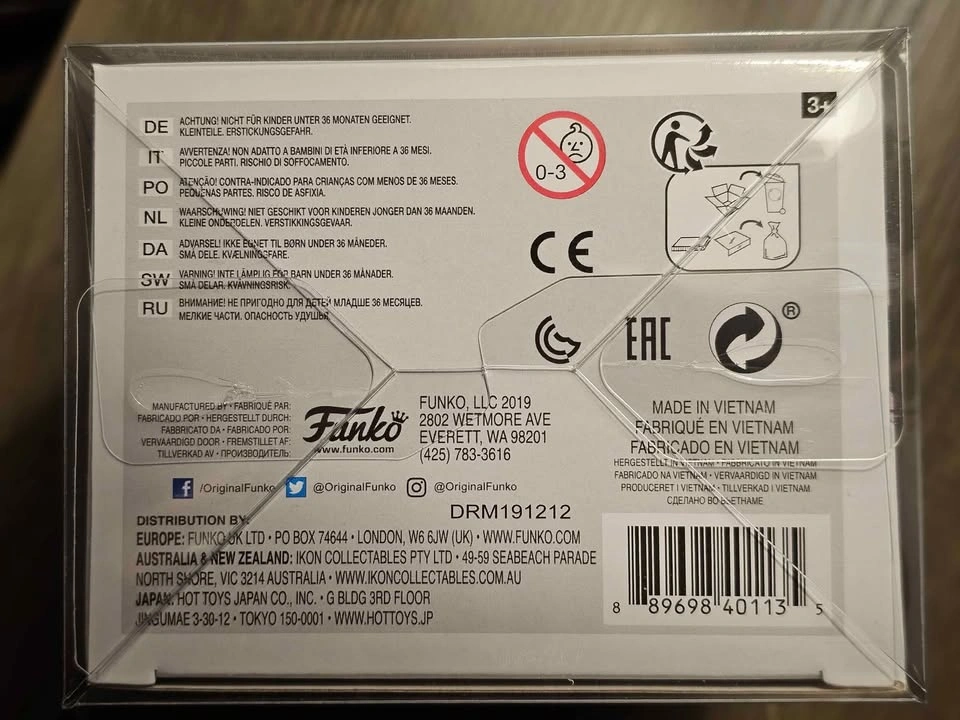 3+
DE ACHTUNG! NICHT FÜR KINDER UNTER 36 MONATEN GEEIGNET.
KLEINTEILE. ERSTICKUNGSGEFAHR.
IT AVVERTENZA! NON ADATTO A BAMBINI DI ETÀ INFERIORE A 36 MESI.
PICCOLE PARTI. RISCHIO DI SOFFOCAMENTO.
PO ATENÇÃO! CONTRA-INDICADO PARA CRIANÇAS COM MENOS DE 36 MESES.
PEQUENAS PARTES. RISCO DE ASFIXIA.
NL WAARSCHUWING! NIET GESCHIKT VOOR KINDEREN JONGER DAN 36 MAANDEN.
KLEINE ONDERDELEN. VERSTIKKINGSGEVAAR.
DA ADVARSEL! IKKE EGNET TIL BØRN UNDER 36 MÅNEDER.
SMÅ DELE. KVÆLNINGSFARE.
SW VARNING! INTE LÄMPLIG FÖR BARN UNDER 36 MÅNADER.
SMÅ DELAR. KVÄVNINGSRISK.
RU ВНИМАНИЕ! НЕ ПРИГОДНО ДЛЯ ДЕТЕЙ МЛАДШЕ 36 МЕСЯЦЕВ.
МЕЛКИЕ ЧАСТИ. ОПАСНОСТЬ УДУШЬЯ
0-3
CE
EAC
®
MANUFACTURED BY • FABRIQUÉ PAR:
FABRICADO POR • HERGESTELLT DURCH:
FABBRICATO DA • FABRICADO POR:
VERVAARDIGD DOOR • FREMSTILLET AF:
TILLVERKAD AV • ПРОИЗВОДИТЕЛЬ:
Funko
www.funko.com
FUNKO, LLC 2019
2802 WETMORE AVE
EVERETT, WA 98201
(425) 783-3616
MADE IN VIETNAM
FABRIQUÉ EN VIETNAM
FABRICADO EN VIETNAM
HERGESTELLT IN VIETNAM • FABBRICATO IN VIETNAM
FABRICADO NA VIETNAM • VERVAARDIGD IN VIETNAM
PRODUCERET I VIETNAM • TILLVERKAD I VIETNAM
СДЕЛАНО ВО ВЬЕТНАМЕ
f /OriginalFunko @OriginalFunko @OriginalFunko
DRM191212
DISTRIBUTION BY:
EUROPE: FUNKO UK LTD • PO BOX 74644 • LONDON, W6 6JW (UK) • WWW.FUNKO.COM
AUSTRALIA & NEW ZEALAND: IKON COLLECTABLES PTY LTD • 49-59 SEABEACH PARADE
NORTH SHORE, VIC 3214 AUSTRALIA • WWW.IKONCOLLECTABLES.COM.AU
JAPAN: HOT TOYS JAPAN CO., INC. • G BLDG 3RD FLOOR
JINGUMAE 3-30-12 • TOKYO 150-0001 • WWW.HOTTOYS.JP
8 89698 40113 5